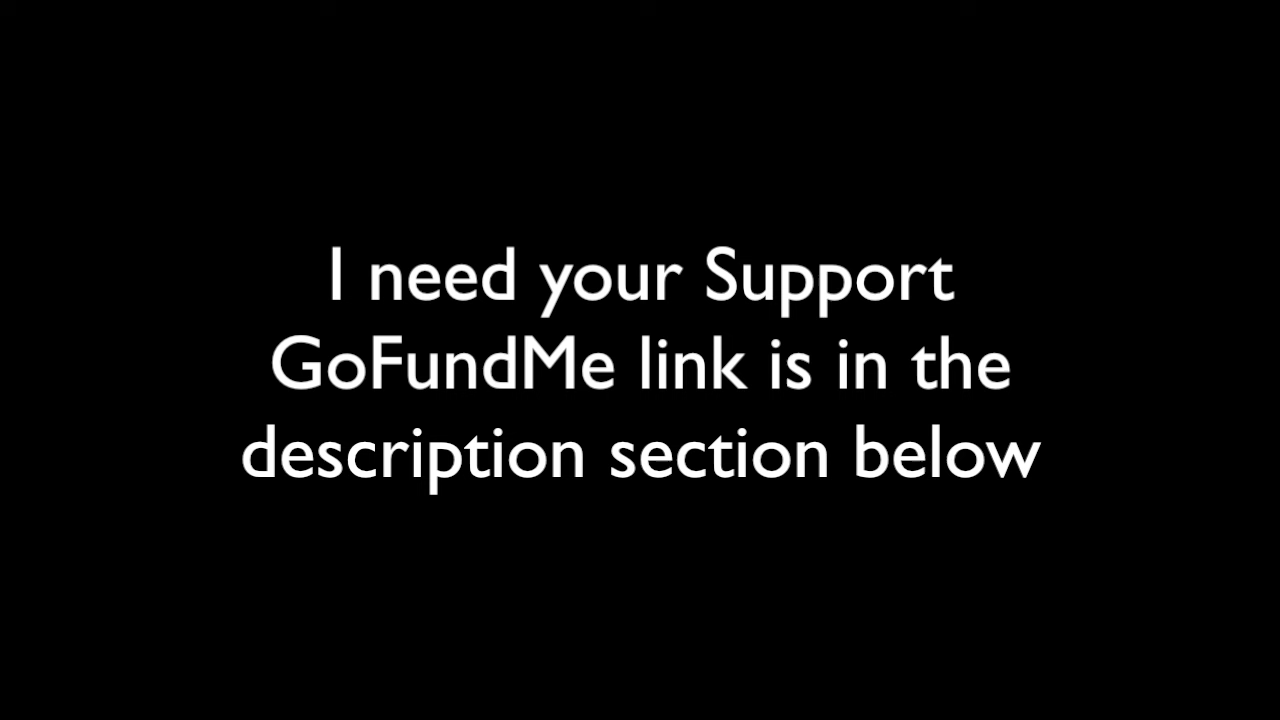 I need your Support
GoFundMe link is in the
description section below